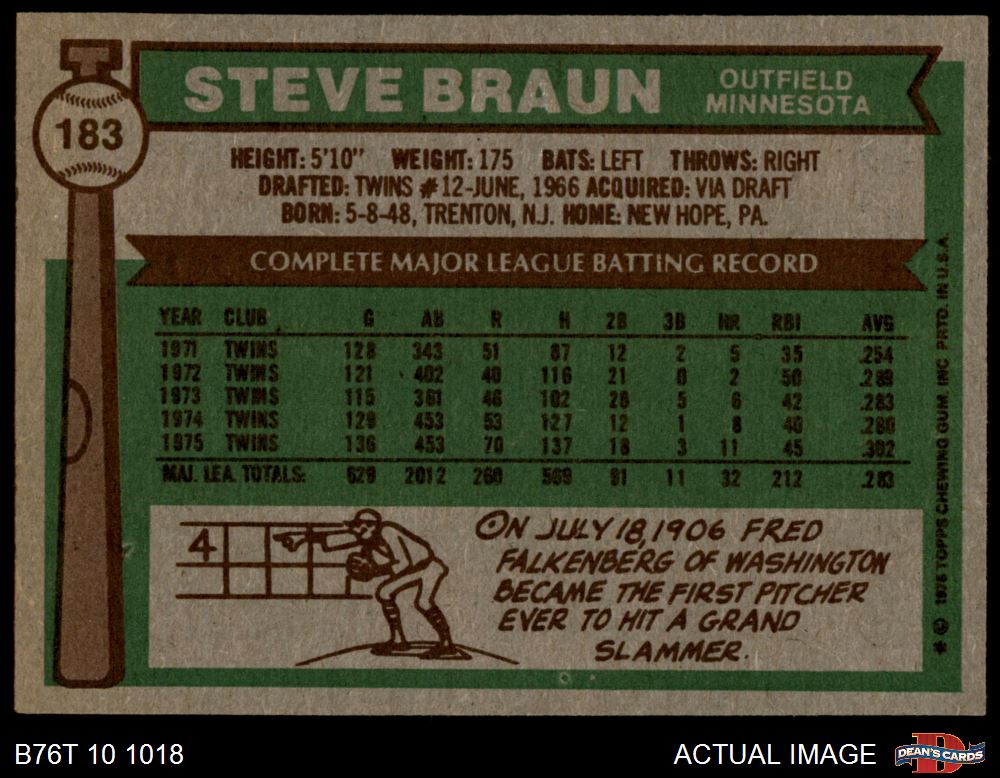 183
STEVE BRAUN
OUTFIELD
MINNESOTA
HEIGHT: 5'10" WEIGHT: 175 BATS: LEFT THROWS: RIGHT
DRAFTED: TWINS #12-JUNE, 1966 ACQUIRED: VIA DRAFT
BORN: 5-8-48, TRENTON, N.J. HOME: NEW HOPE, PA.
COMPLETE MAJOR LEAGUE BATTING RECORD
YEAR CLUB G AB R H 2B 3B HR RBI AVG
1971 TWINS 128 343 51 87 12 2 5 35 .254
1972 TWINS 121 402 40 116 21 0 2 50 .289
1973 TWINS 115 361 46 102 28 5 6 42 .283
1974 TWINS 129 453 53 127 12 1 8 40 .280
1975 TWINS 136 453 70 137 18 3 11 45 .302
MAJ. LEA. TOTALS: 629 2012 260 569 91 11 32 212 .283
4
ON JULY 18, 1906 FRED
FALKENBERG OF WASHINGTON
BECAME THE FIRST PITCHER
EVER TO HIT A GRAND
SLAMMER.
* © 1976 TOPPS CHEWING GUM, INC PRTD. IN U.S.A.
B76T 10 1018
ACTUAL IMAGE
D
DEAN'S CARDS